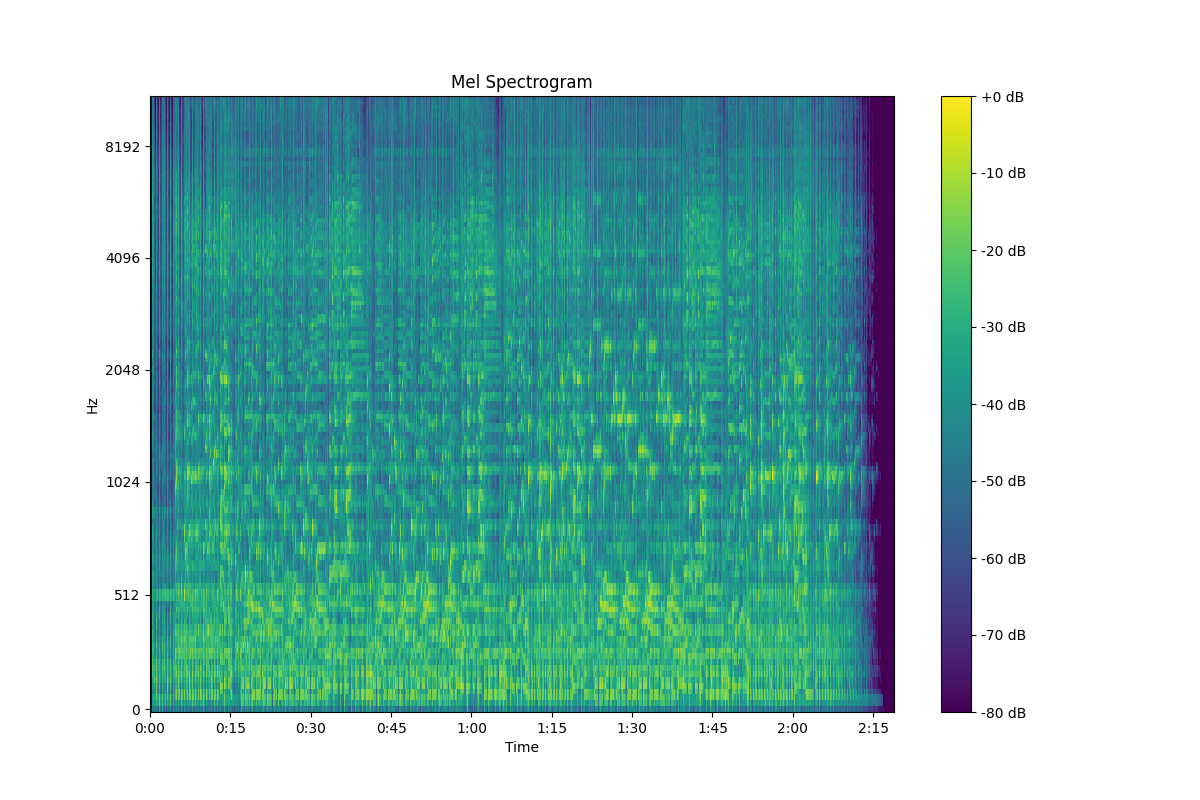 Mel Spectrogram
+0 dB
8192
-10 dB
-20 dB
4096
-30 dB
2048
-40 dB
Hz
1024
-50 dB
-60 dB
512
-70 dB
0
-80 dB
0:00 0:15 0:30 0:45 1:00 1:15 1:30 1:45 2:00 2:15
Time